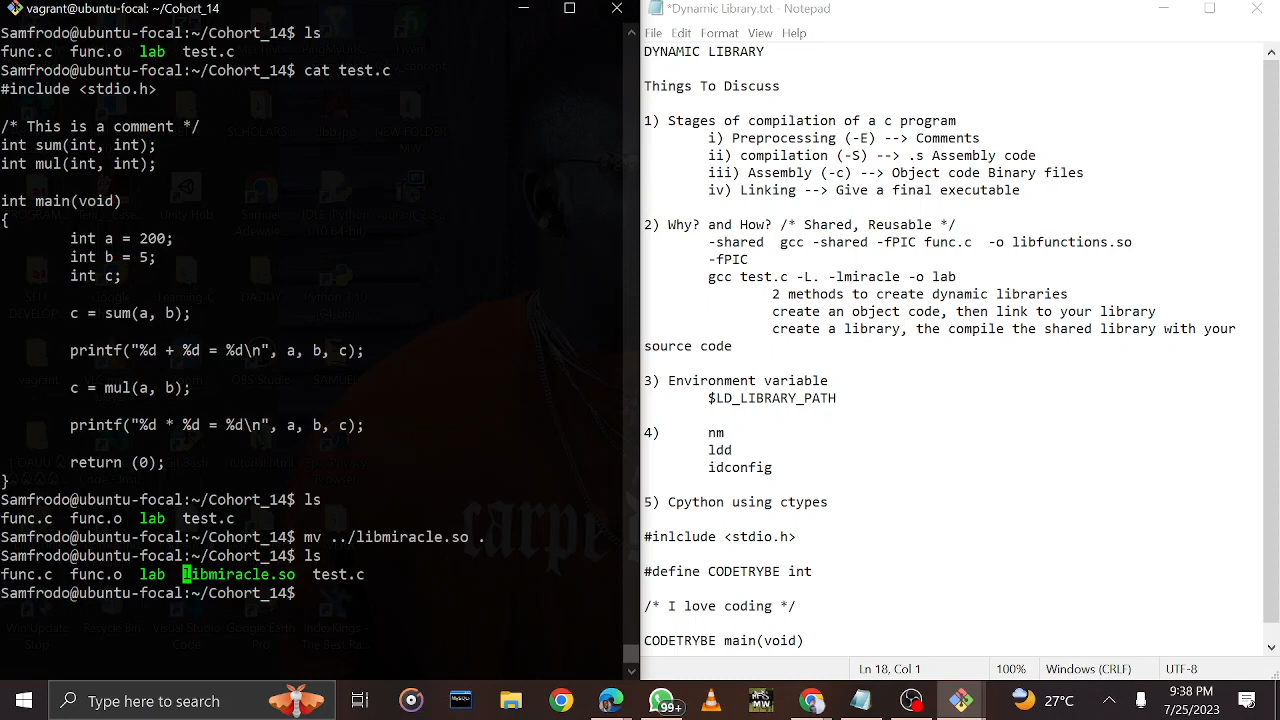 vagrant@ubuntu-focal: ~/Cohort_14
Samfrodo@ubuntu-focal:~/Cohort_14$ ls
func.c func.o lab test.c
Samfrodo@ubuntu-focal:~/Cohort_14$ cat test.c
#include <stdio.h>
/* This is a comment */
int sum(int, int);
int mul(int, int);
int main(void)
{
int a = 200;
int b = 5;
int c;
c = sum(a, b);
printf("%d + %d = %d\n", a, b, c);
c = mul(a, b);
printf("%d * %d = %d\n", a, b, c);
return (0);
}
Samfrodo@ubuntu-focal:~/Cohort_14$ ls
func.c func.o lab test.c
Samfrodo@ubuntu-focal:~/Cohort_14$ mv ../libmiracle.so .
Samfrodo@ubuntu-focal:~/Cohort_14$ ls
func.c func.o lab libmiracle.so test.c
Samfrodo@ubuntu-focal:~/Cohort_14$
*Dynamic Library.txt - Notepad
File Edit Format View Help
DYNAMIC LIBRARY
Things To Discuss
1) Stages of compilation of a c program
i) Preprocessing (-E) --> Comments
ii) compilation (-S) --> .s Assembly code
iii) Assembly (-c) --> Object code Binary files
iv) Linking --> Give a final executable
2) Why? and How? /* Shared, Reusable */
-shared gcc -shared -fPIC func.c -o libfunctions.so
-fPIC
gcc test.c -L. -lmiracle -o lab
2 methods to create dynamic libraries
create an object code, then link to your library
create a library, the compile the shared library with your
source code
3) Environment variable
$LD_LIBRARY_PATH
4) nm
ldd
idconfig
5) Cpython using ctypes
#inlclude <stdio.h>
#define CODETRYBE int
/* I love coding */
CODETRYBE main(void)
Ln 18, Col 1
100%
Windows (CRLF)
UTF-8
Type here to search
99+
27°C
9:38 PM
7/25/2023